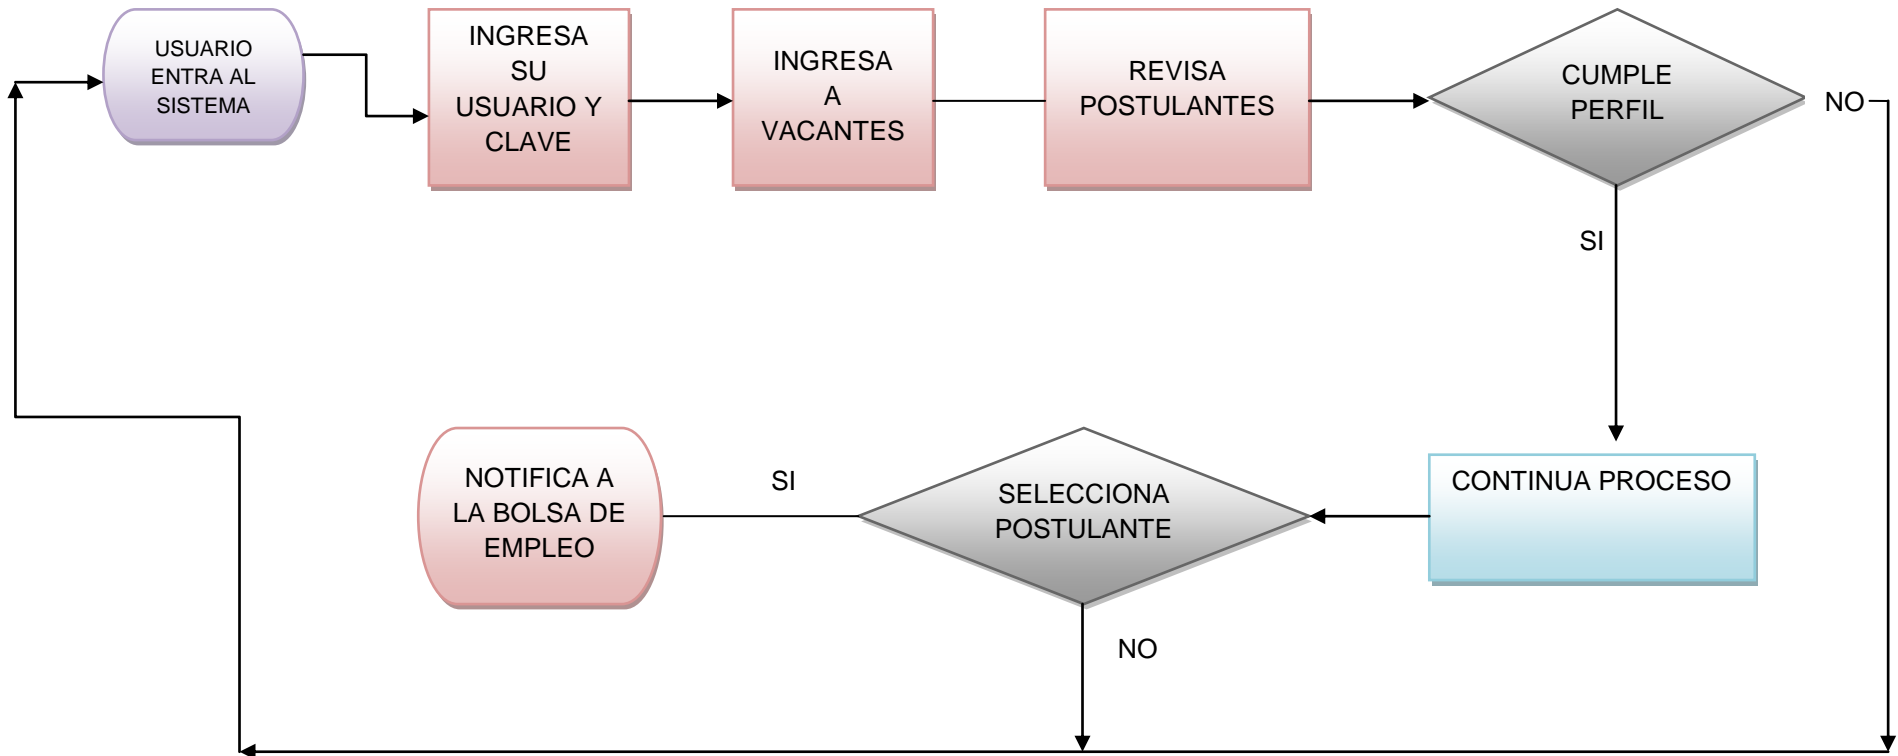 USUARIO
ENTRA AL
SISTEMA
INGRESA
SU
USUARIO Y
CLAVE
INGRESA
A
VACANTES
REVISA
POSTULANTES
CUMPLE
PERFIL
NO
SI
NOTIFICA A
LA BOLSA DE
EMPLEO
SI
SELECCIONA
POSTULANTE
CONTINUA PROCESO
NO